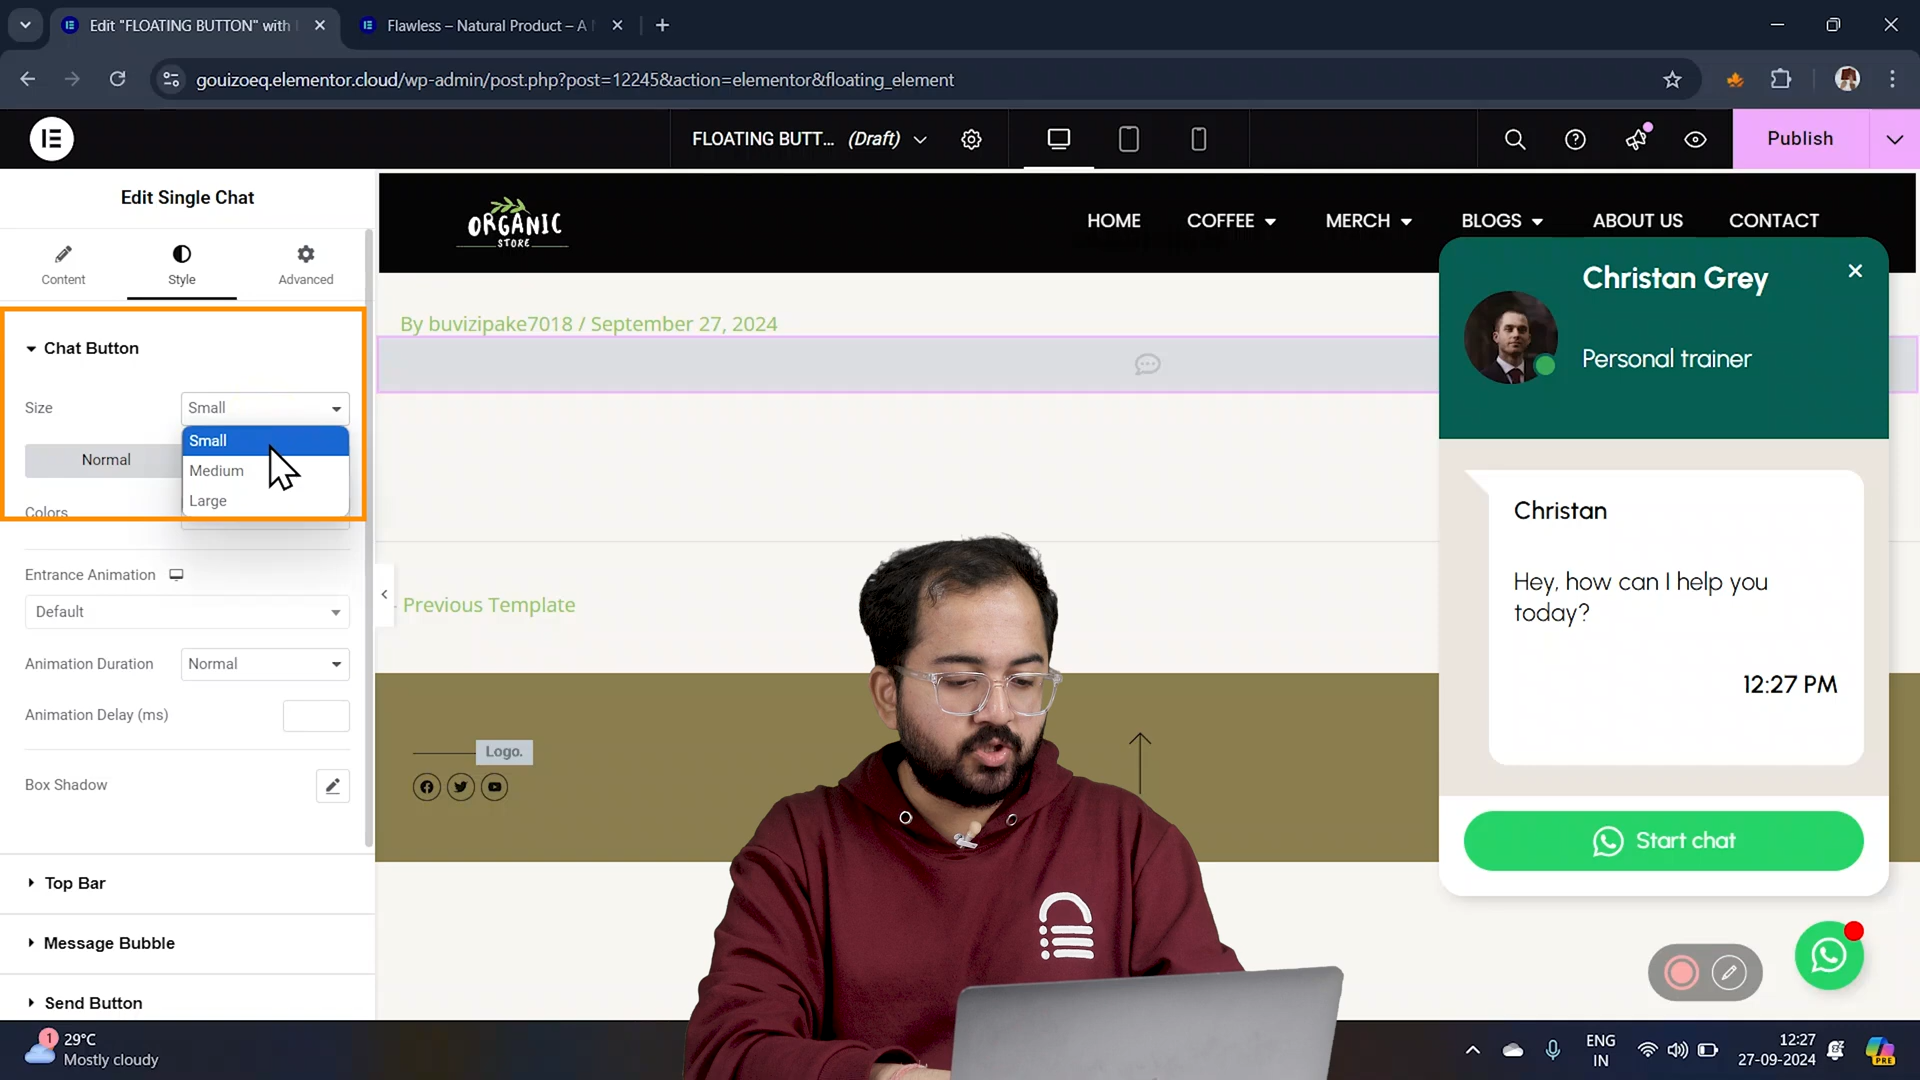 Edit "FLOATING BUTTON" with
Flawless – Natural Product – A
gouizoeq.elementor.cloud/wp-admin/post.php?post=12245&action=elementor&floating_element
FLOATING BUTT... (Draft)
Publish
Edit Single Chat
Content
Style
Advanced
Chat Button
Size
Small
Small
Medium
Large
Normal
Colors
Entrance Animation
Default
Animation Duration
Normal
Animation Delay (ms)
Box Shadow
Top Bar
Message Bubble
Send Button
ORGANIC
STORE
HOME
COFFEE
MERCH
BLOGS
ABOUT US
CONTACT
By buvizipake7018 / September 27, 2024
Previous Template
Logo.
Christan Grey
Personal trainer
Christan
Hey, how can I help you
today?
12:27 PM
Start chat
1
29°C
Mostly cloudy
ENG
IN
12:27
27-09-2024
PRE